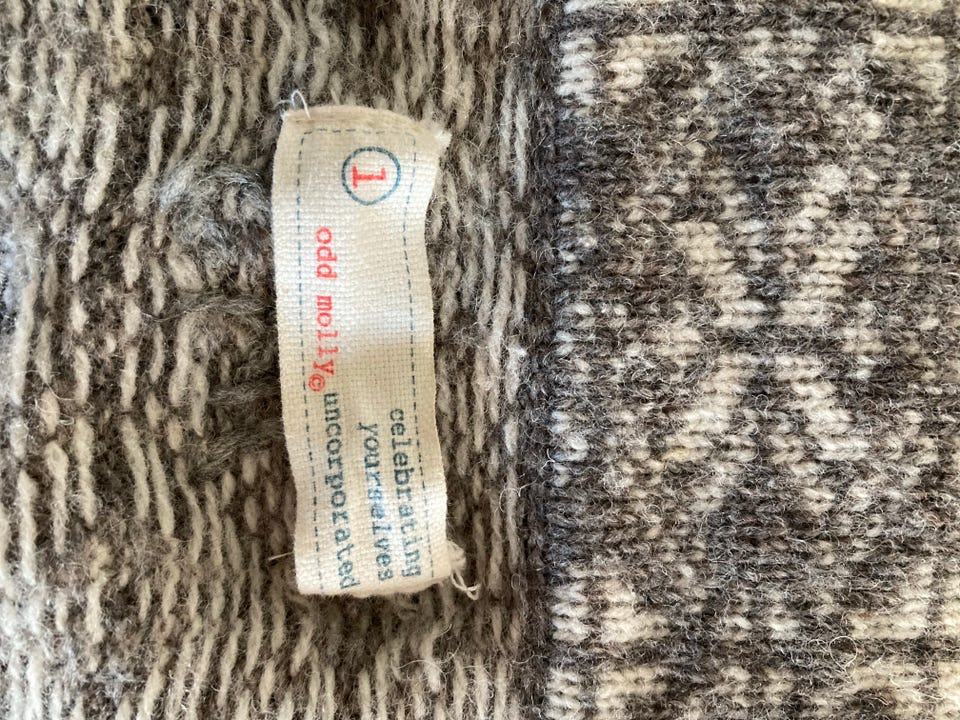 1
odd molly©
uncorporated
celebrating
yourselves